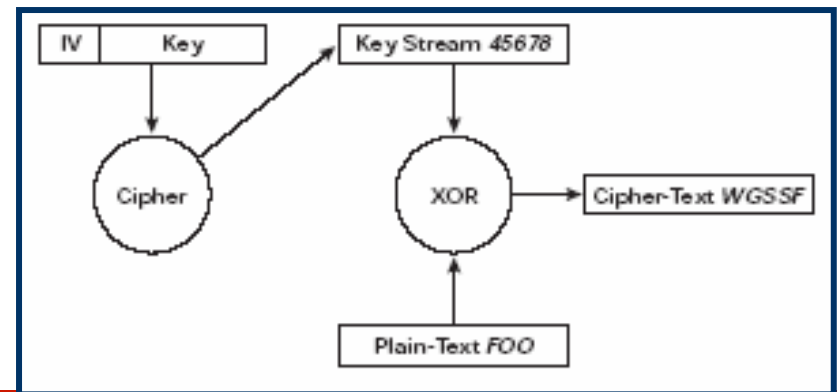 IV Key
Key Stream 45678
Cipher
XOR
Cipher-Text WGSSF
Plain-Text FOO